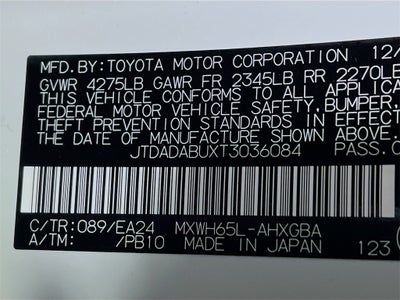 MFD.BY:TOYOTA MOTOR CORPORATION 12/
GVWR 4275LB GAWR FR 2345LB RR 2270LB
THIS VEHICLE CONFORMS TO ALL APPLICA
FEDERAL MOTOR VEHICLE SAFETY, BUMPER,
THEFT PREVENTION STANDARDS IN EFFECT
THE DATE OF MANUFACTURE SHOWN ABOVE.
JTDADABUXT3036084 PASS.C
C/TR:089/EA24 MXWH65L-AHXGBA
A/TM: /PB10 MADE IN JAPAN 123